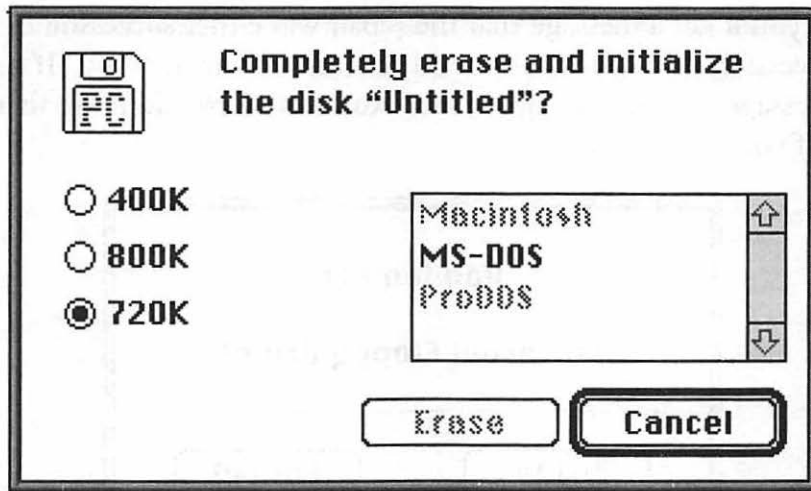 Completely erase and initialize
the disk “Untitled”?
PC
400K
800K
720K
Macintosh
MS-DOS
ProDOS
Erase
Cancel